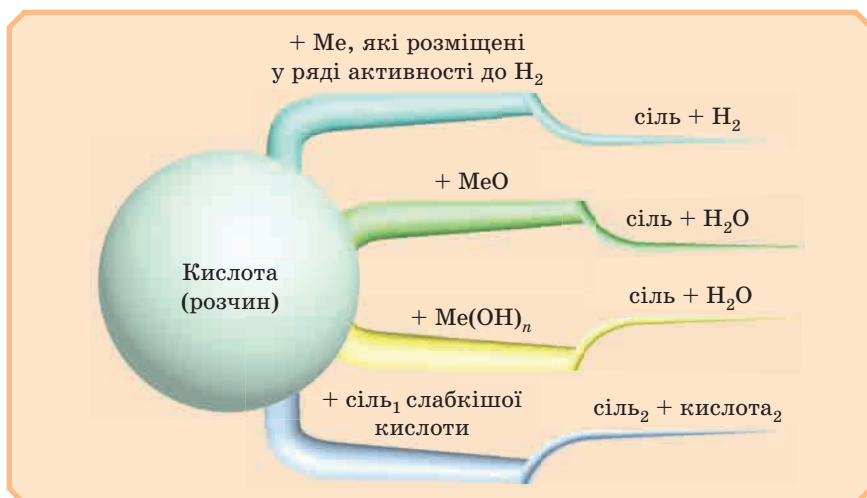 + Me, які розміщені
у ряді активності до H₂
сіль + H₂
+ MeO
сіль + H₂O
Кислота
(розчин)
сіль + H₂O
+ Me(OH)ₙ
+ сіль₁ слабкішої
кислоти
сіль₂ + кислота₂